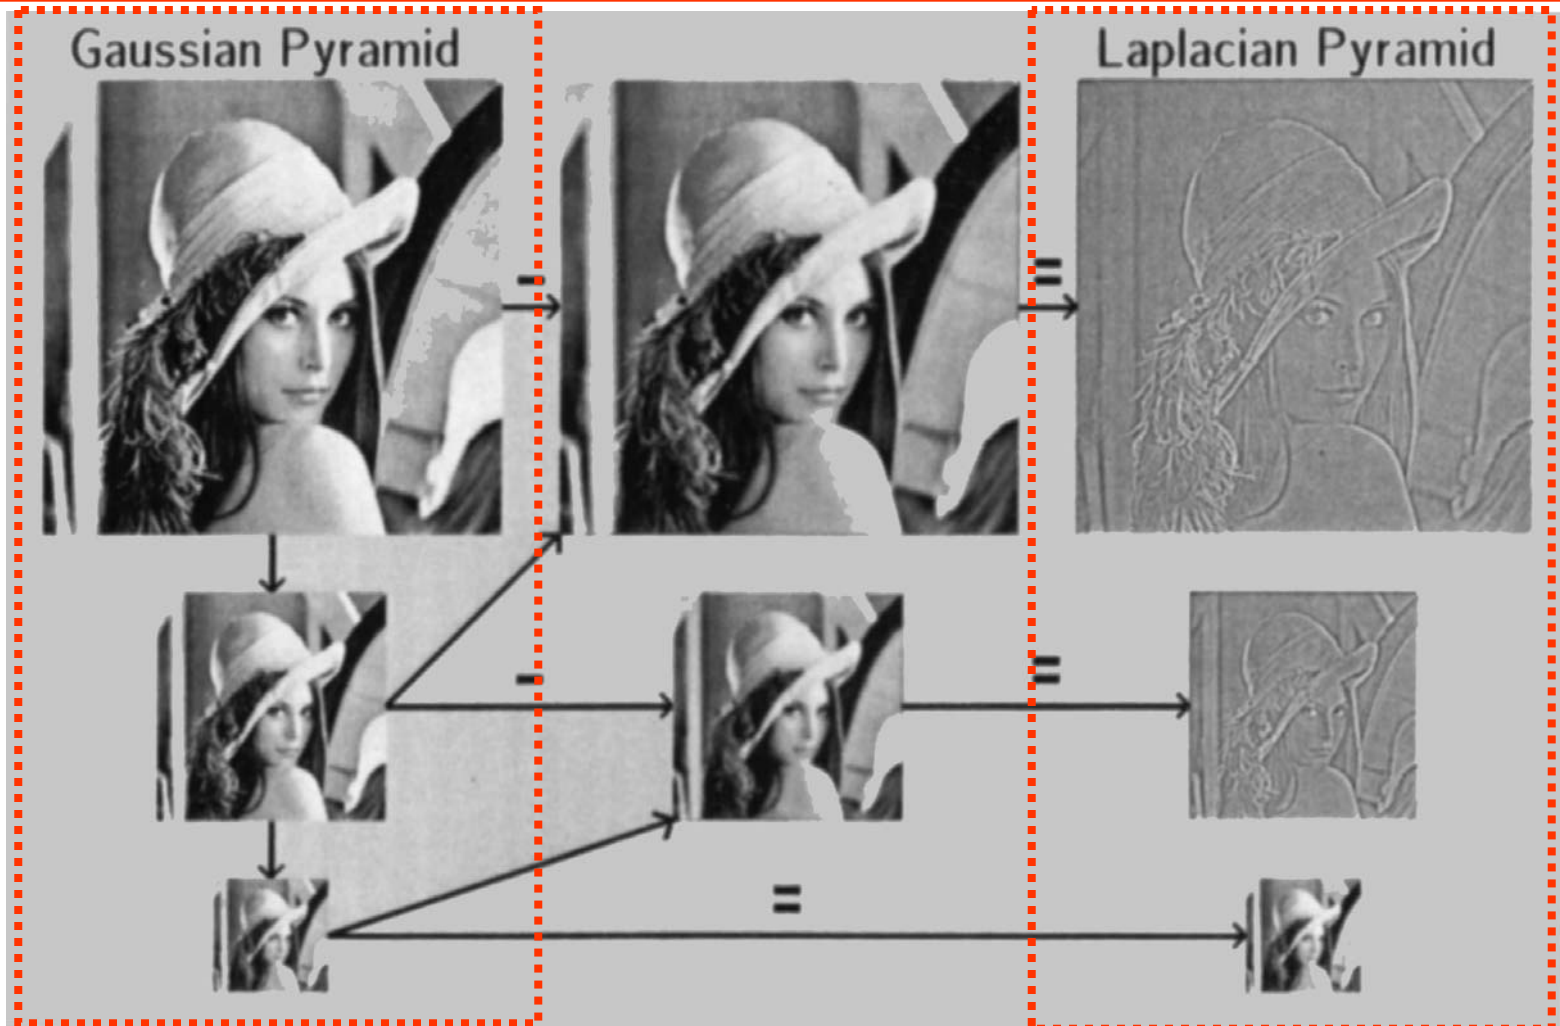 Gaussian Pyramid
Laplacian Pyramid
-
=
-
=
=